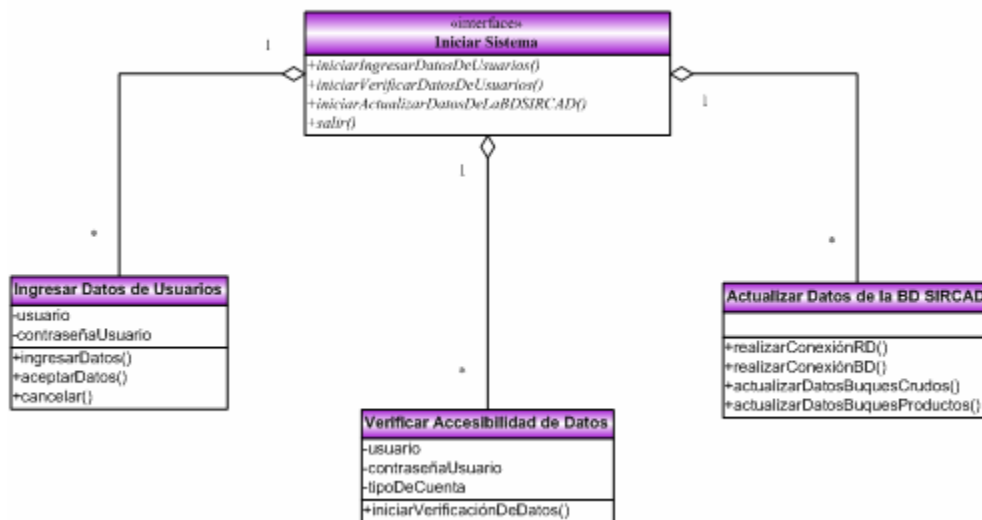 «interface»
Iniciar Sistema
+iniciarIngresarDatosDeUsuarios()
+iniciarVerificarDatosDeUsuarios()
+iniciarActualizarDatosDeLaBDSIRCAD()
+salir()
1
1
1
*
*
*
Ingresar Datos de Usuarios
-usuario
-contraseñaUsuario
+ingresarDatos()
+aceptarDatos()
+cancelar()
Verificar Accesibilidad de Datos
-usuario
-contraseñaUsuario
-tipoDeCuenta
+iniciarVerificaciónDeDatos()
Actualizar Datos de la BD SIRCAD
+realizarConexiónRD()
+realizarConexiónBD()
+actualizarDatosBuquesCrudos()
+actualizarDatosBuquesProductos()